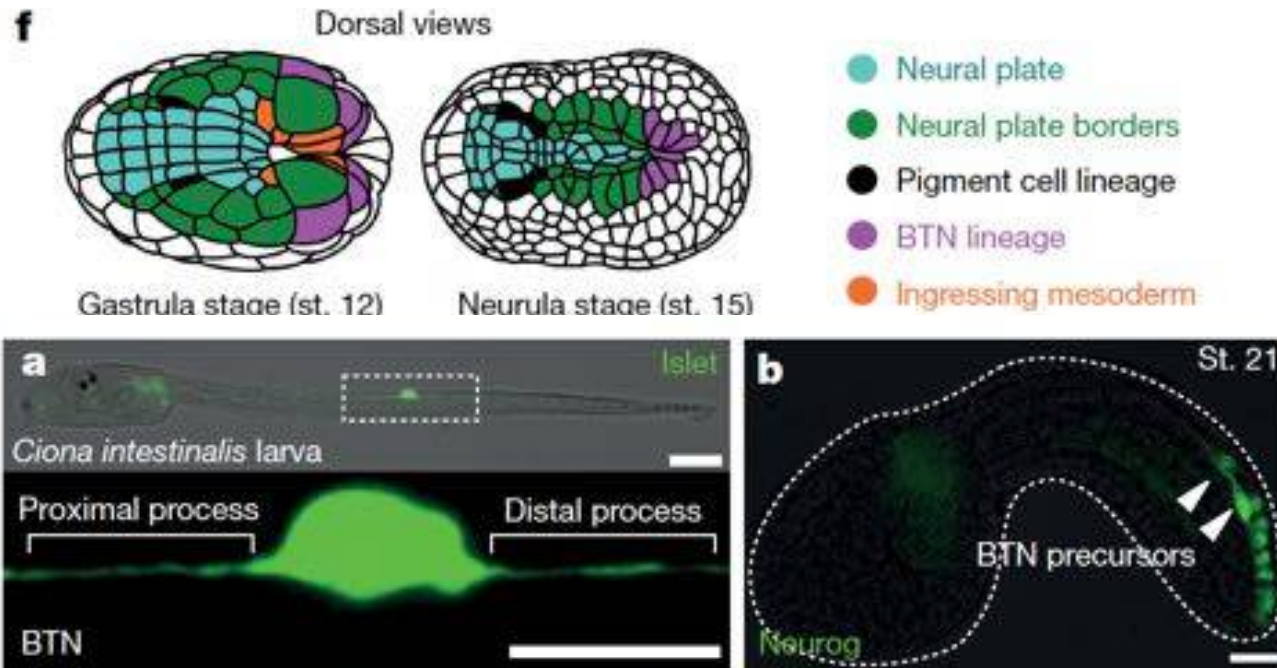 f
Dorsal views
Gastrula stage (st. 12)
Neurula stage (st. 15)
Neural plate
Neural plate borders
Pigment cell lineage
BTN lineage
Ingressing mesoderm
a
Islet
Ciona intestinalis larva
Proximal process
Distal process
BTN
b
St. 21
BTN precursors
Neurog